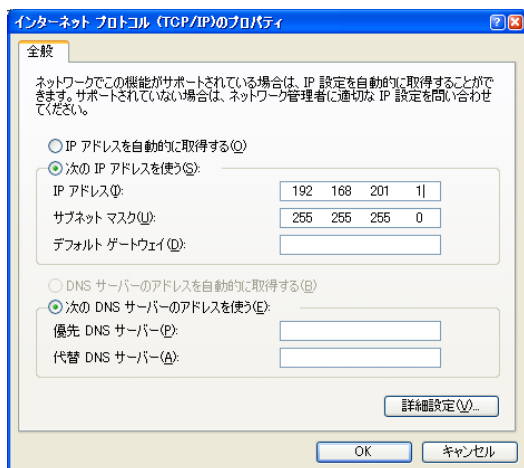 インターネット プロトコル (TCP/IP)のプロパティ
全般
ネットワークでこの機能がサポートされている場合は、IP 設定を自動的に取得することがで
きます。サポートされていない場合は、ネットワーク管理者に適切な IP 設定を問い合わせ
てください。
IP アドレスを自動的に取得する(O)
次の IP アドレスを使う(S):
IP アドレス(I): 192 168 201 1
サブネット マスク(U): 255 255 255 0
デフォルト ゲートウェイ(D):
DNS サーバーのアドレスを自動的に取得する(B)
次の DNS サーバーのアドレスを使う(E):
優先 DNS サーバー(P):
代替 DNS サーバー(A):
詳細設定(V)...
OK キャンセル